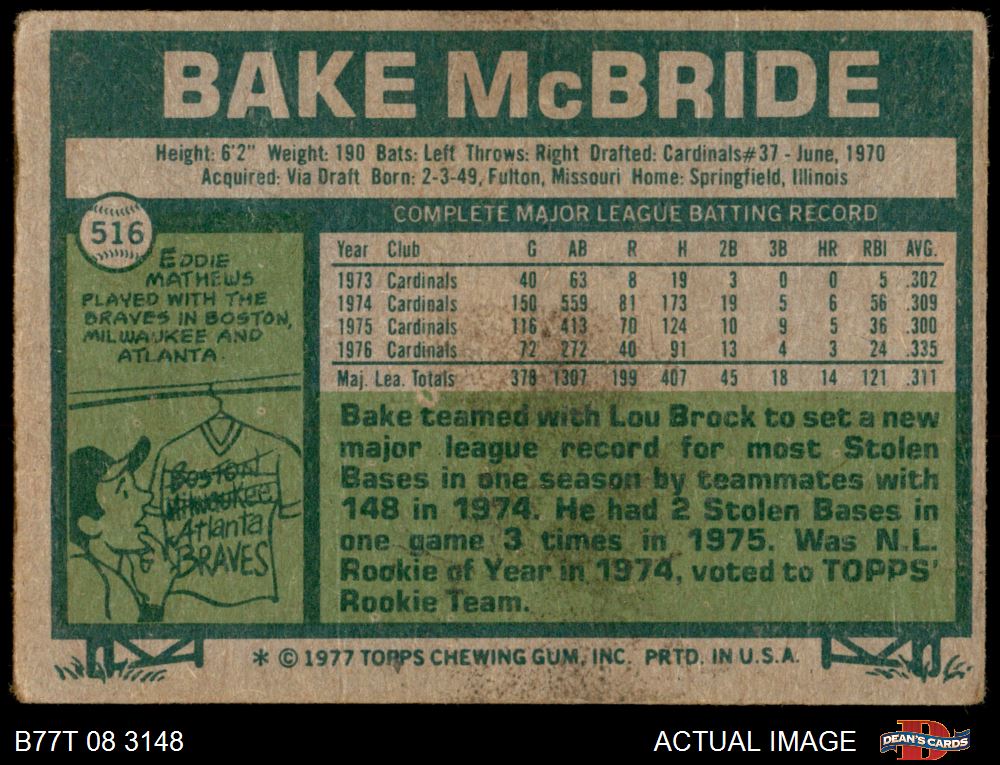 BAKE McBRIDE
Height: 6'2" Weight: 190 Bats: Left Throws: Right Drafted: Cardinals#37 - June, 1970
Acquired: Via Draft Born: 2-3-49, Fulton, Missouri Home: Springfield, Illinois
516
EDDIE
MATHEWS
PLAYED WITH THE
BRAVES IN BOSTON,
MILWAUKEE AND
ATLANTA.
BOSTON
MILWAUKEE
Atlanta
BRAVES
COMPLETE MAJOR LEAGUE BATTING RECORD
Year Club G AB R H 2B 3B HR RBI AVG.
1973 Cardinals 40 63 8 19 3 0 0 5 .302
1974 Cardinals 150 559 81 173 19 5 6 56 .309
1975 Cardinals 116 413 70 124 10 9 5 36 .300
1976 Cardinals 72 272 40 91 13 4 3 24 .335
Maj. Lea. Totals 378 1307 199 407 45 18 14 121 .311
Bake teamed with Lou Brock to set a new
major league record for most Stolen
Bases in one season by teammates with
148 in 1974. He had 2 Stolen Bases in
one game 3 times in 1975. Was N.L.
Rookie of Year in 1974, voted to TOPPS'
Rookie Team.
* © 1977 TOPPS CHEWING GUM, INC. PRTD. IN U.S.A.
B77T 08 3148
ACTUAL IMAGE
DEAN'S CARDS